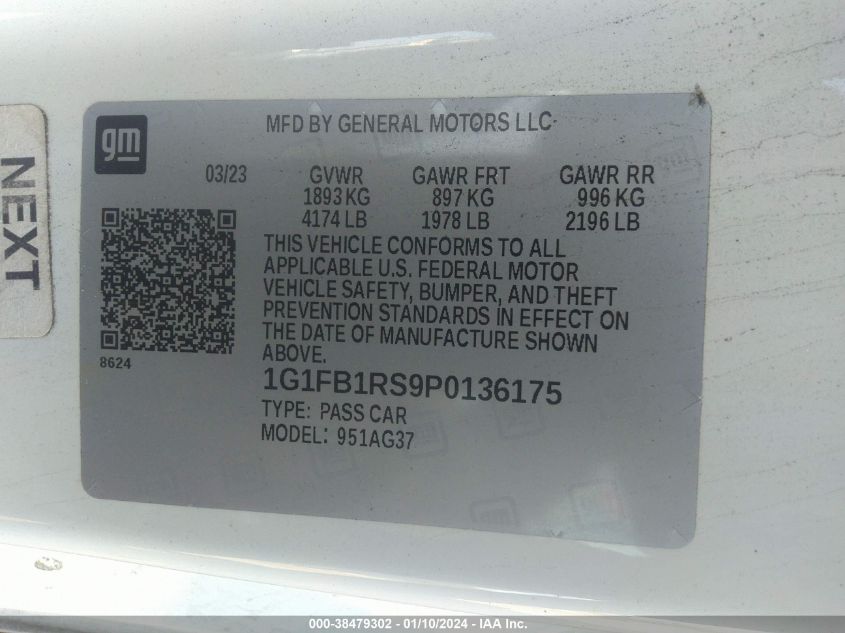 gm
MFD BY GENERAL MOTORS LLC
03/23 GVWR GAWR FRT GAWR RR
1893 KG 897 KG 996 KG
4174 LB 1978 LB 2196 LB
THIS VEHICLE CONFORMS TO ALL
APPLICABLE U.S. FEDERAL MOTOR
VEHICLE SAFETY, BUMPER, AND THEFT
PREVENTION STANDARDS IN EFFECT ON
THE DATE OF MANUFACTURE SHOWN
ABOVE.
8624
1G1FB1RS9P0136175
TYPE: PASS CAR
MODEL: 951AG37
NEXT
000-38479302 - 01/10/2024 - IAA Inc.